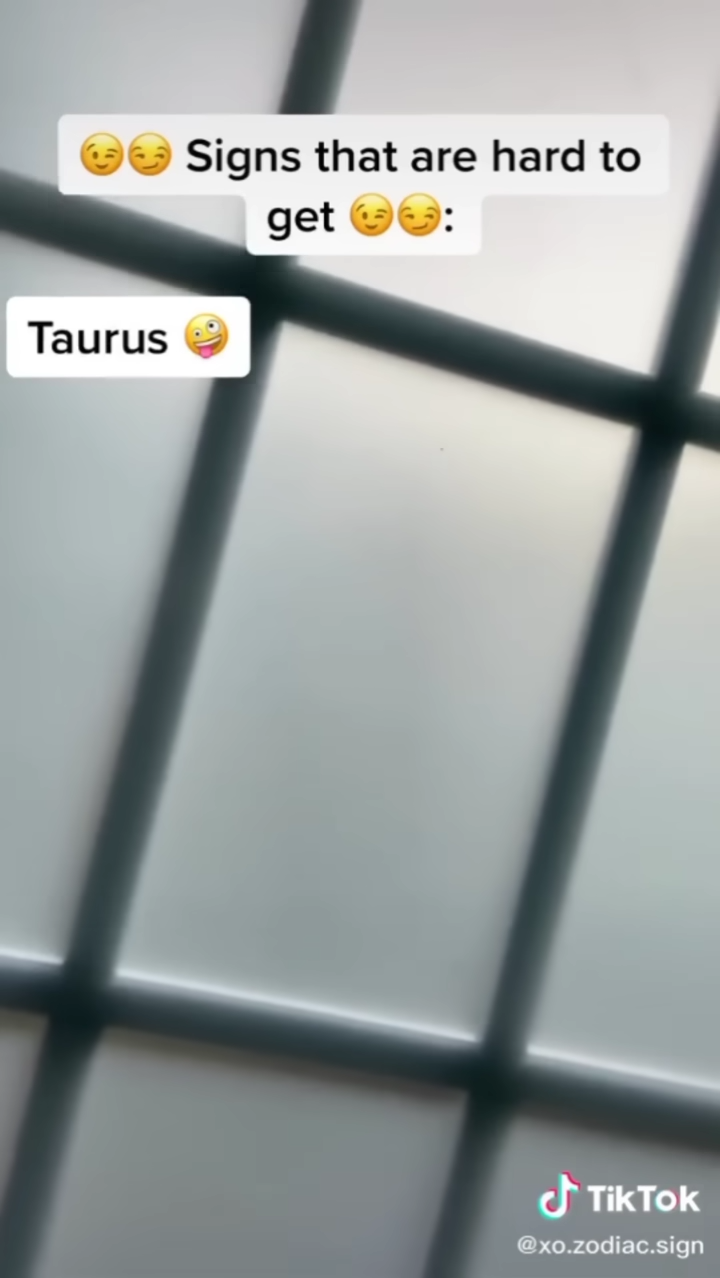 😉😏 Signs that are hard to
get 😉😏:
Taurus 🤪
TikTok
@xo.zodiac.sign